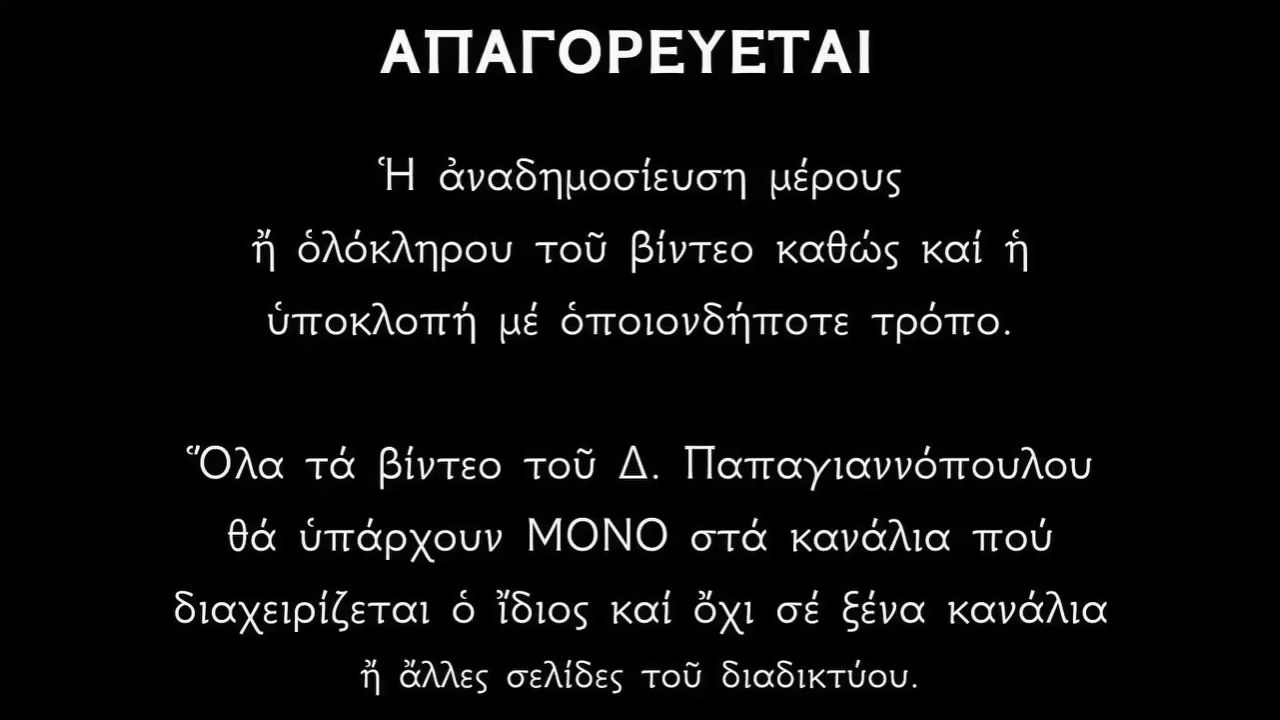 ΑΠΑΓΟΡΕΥΕΤΑΙ
Ἡ ἀναδημοσίευση μέρους
ἤ ὁλόκληρου τοῦ βίντεο καθώς καί ἡ
ὑποκλοπή μέ ὁποιονδήποτε τρόπο.
Ὅλα τά βίντεο τοῦ Δ. Παπαγιαννόπουλου
θά ὑπάρχουν ΜΟΝΟ στά κανάλια πού
διαχειρίζεται ὁ ἴδιος καί ὄχι σέ ξένα κανάλια
ἤ ἄλλες σελίδες τοῦ διαδικτύου.